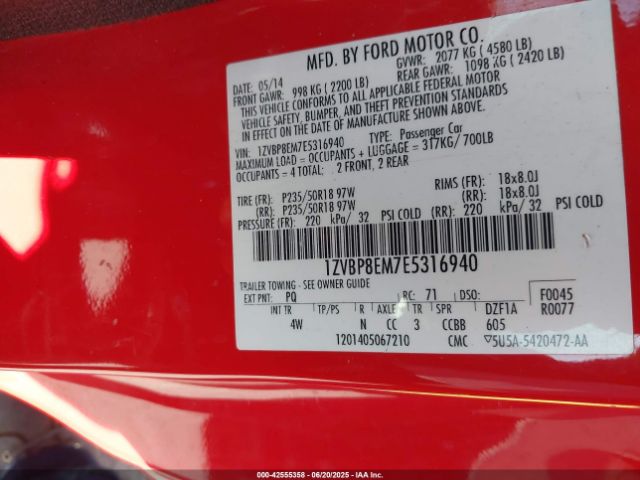 MFD. BY FORD MOTOR CO.
DATE: 05/14 GVWR: 2077 KG ( 4580 LB)
FRONT GAWR: 998 KG ( 2200 LB) REAR GAWR: 1098 KG ( 2420 LB)
THIS VEHICLE CONFORMS TO ALL APPLICABLE FEDERAL MOTOR
VEHICLE SAFETY, BUMPER, AND THEFT PREVENTION STANDARDS
IN EFFECT ON THE DATE OF MANUFACTURE SHOWN ABOVE.
VIN: 1ZVBP8EM7E5316940 TYPE: Passenger Car
MAXIMUM LOAD = OCCUPANTS + LUGGAGE = 317KG/ 700LB
OCCUPANTS = 4 TOTAL: 2 FRONT, 2 REAR
TIRE (FR): P235/50R18 97W RIMS (FR): 18x8.0J
(RR): P235/50R18 97W (RR): 18x8.0J
PRESSURE (FR): 220 kPa/ 32 PSI COLD (RR): 220 kPa/ 32 PSI COLD
1ZVBP8EM7E5316940
TRAILER TOWING - SEE OWNER GUIDE
EXT PNT: PQ RC: 71 DSO: F0045
WB INT TR TP/PS R AXLE TR SPR DZF1A R0077
4W N CC 3 CCBB 605
1201405067210 CMC ▽5U5A-5420472-AA
000-42555358 - 06/20/2025 - IAAI.COM